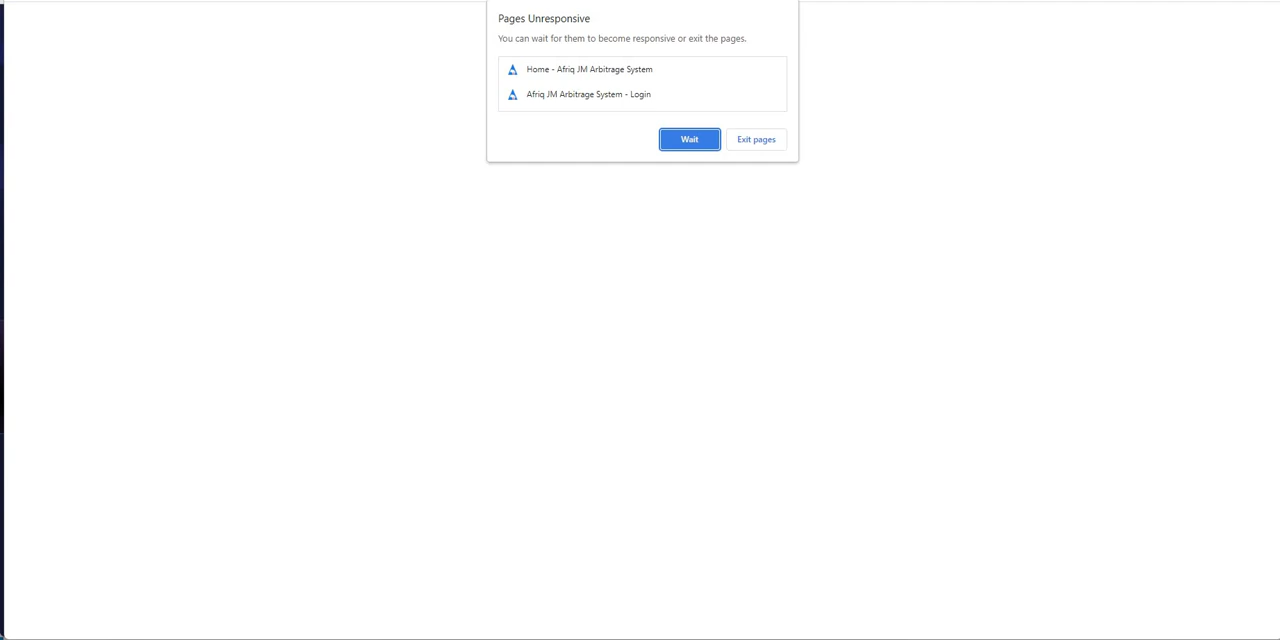 Pages Unresponsive
You can wait for them to become responsive or exit the pages.
Home - Afriq JM Arbitrage System
Afriq JM Arbitrage System - Login
Wait
Exit pages